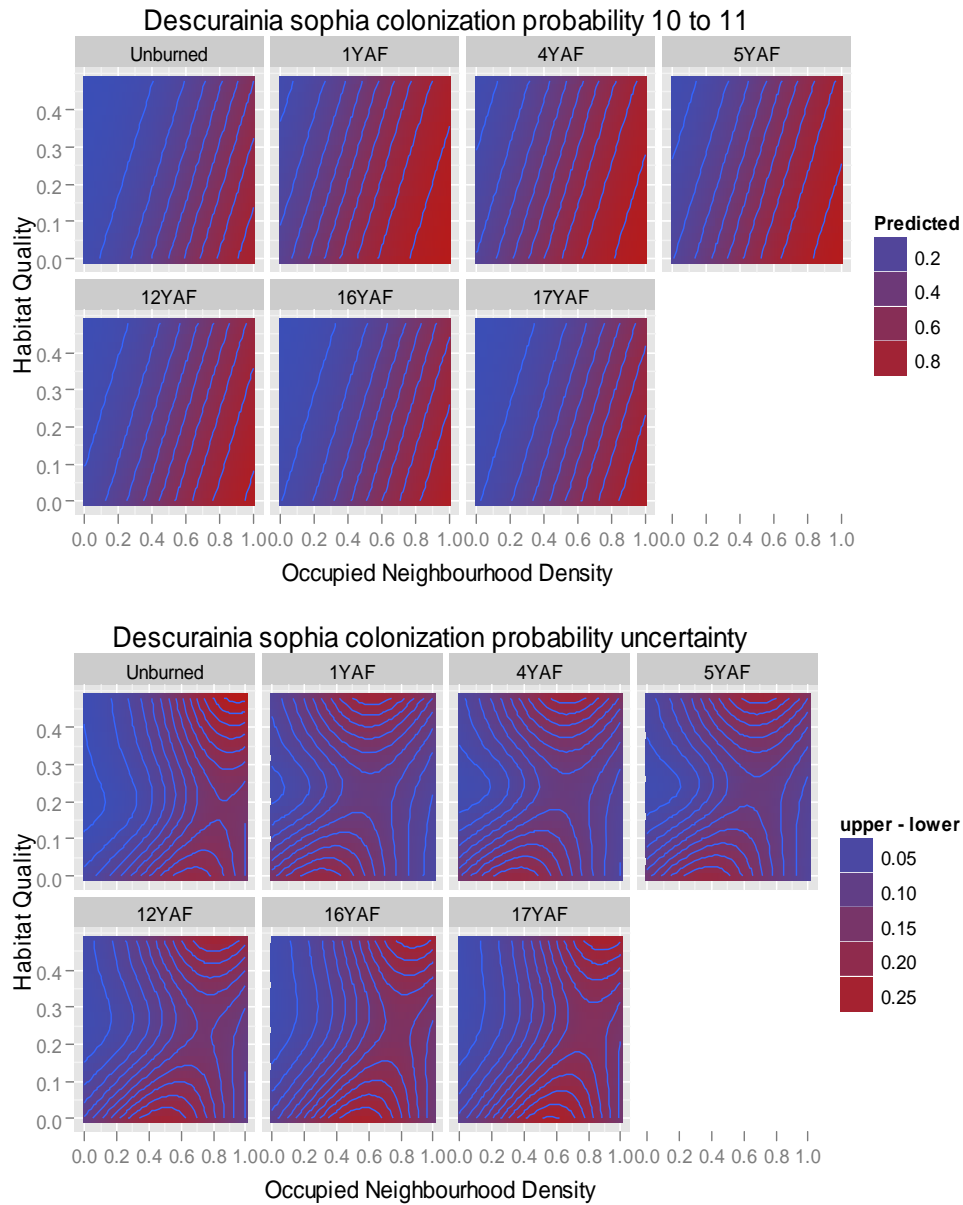 Descurainia sophia colonization probability 10 to 11
Unburned 1YAF 4YAF 5YAF
0.4
0.3
0.2
0.1
0.0
12YAF 16YAF 17YAF
0.4
0.3
0.2
0.1
0.0
Habitat Quality
0.0 0.2 0.4 0.6 0.8 1.0 0.0 0.2 0.4 0.6 0.8 1.0 0.0 0.2 0.4 0.6 0.8 1.0 0.0 0.2 0.4 0.6 0.8 1.0
Occupied Neighbourhood Density
Predicted
0.2
0.4
0.6
0.8
Descurainia sophia colonization probability uncertainty
Unburned 1YAF 4YAF 5YAF
0.4
0.3
0.2
0.1
0.0
12YAF 16YAF 17YAF
0.4
0.3
0.2
0.1
0.0
Habitat Quality
0.0 0.2 0.4 0.6 0.8 1.0 0.0 0.2 0.4 0.6 0.8 1.0 0.0 0.2 0.4 0.6 0.8 1.0 0.0 0.2 0.4 0.6 0.8 1.0
Occupied Neighbourhood Density
upper - lower
0.05
0.10
0.15
0.20
0.25